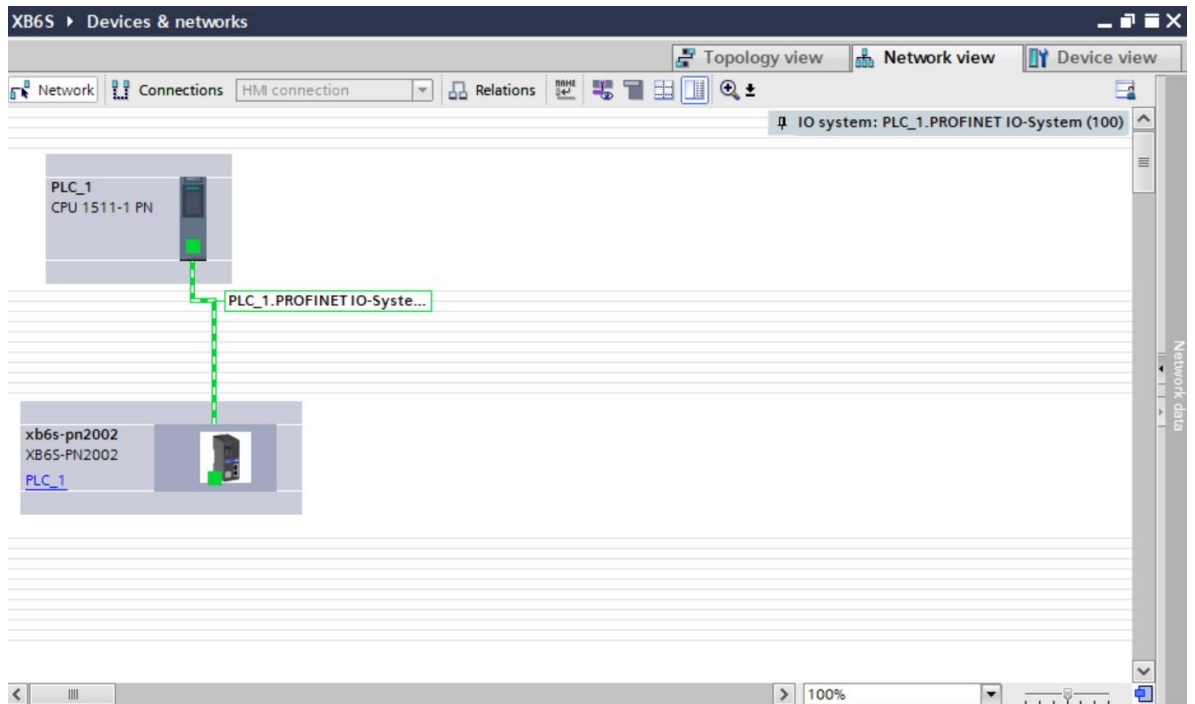 XB6S ▸ Devices & networks
Topology view
Network view
Device view
Network
Connections
HMI connection
Relations
NAME
IO system: PLC_1.PROFINET IO-System (100)
PLC_1
CPU 1511-1 PN
PLC_1.PROFINET IO-Syste...
xb6s-pn2002
XB6S-PN2002
PLC_1
Network data
100%